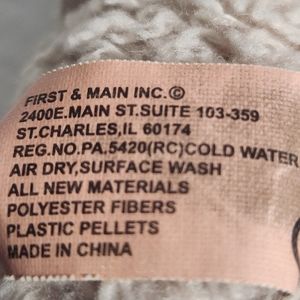 FIRST & MAIN INC.©
2400E.MAIN ST.SUITE 103-359
ST.CHARLES,IL 60174
REG.NO.PA.5420(RC)COLD WATER
AIR DRY,SURFACE WASH
ALL NEW MATERIALS
POLYESTER FIBERS
PLASTIC PELLETS
MADE IN CHINA